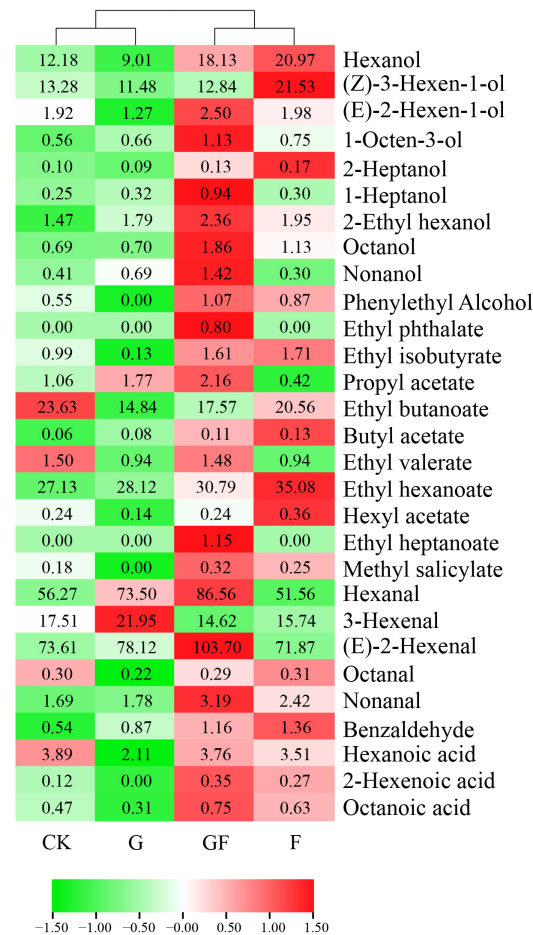 12.18 9.01 18.13 20.97 Hexanol
13.28 11.48 12.84 21.53 (Z)-3-Hexen-1-ol
1.92 1.27 2.50 1.98 (E)-2-Hexen-1-ol
0.56 0.66 1.13 0.75 1-Octen-3-ol
0.10 0.09 0.13 0.17 2-Heptanol
0.25 0.32 0.94 0.30 1-Heptanol
1.47 1.79 2.36 1.95 2-Ethyl hexanol
0.69 0.70 1.86 1.13 Octanol
0.41 0.69 1.42 0.30 Nonanol
0.55 0.00 1.07 0.87 Phenylethyl Alcohol
0.00 0.00 0.80 0.00 Ethyl phthalate
0.99 0.13 1.61 1.71 Ethyl isobutyrate
1.06 1.77 2.16 0.42 Propyl acetate
23.63 14.84 17.57 20.56 Ethyl butanoate
0.06 0.08 0.11 0.13 Butyl acetate
1.50 0.94 1.48 0.94 Ethyl valerate
27.13 28.12 30.79 35.08 Ethyl hexanoate
0.24 0.14 0.24 0.36 Hexyl acetate
0.00 0.00 1.15 0.00 Ethyl heptanoate
0.18 0.00 0.32 0.25 Methyl salicylate
56.27 73.50 86.56 51.56 Hexanal
17.51 21.95 14.62 15.74 3-Hexenal
73.61 78.12 103.70 71.87 (E)-2-Hexenal
0.30 0.22 0.29 0.31 Octanal
1.69 1.78 3.19 2.42 Nonanal
0.54 0.87 1.16 1.36 Benzaldehyde
3.89 2.11 3.76 3.51 Hexanoic acid
0.12 0.00 0.35 0.27 2-Hexenoic acid
0.47 0.31 0.75 0.63 Octanoic acid
CK G GF F
−1.50 −1.00 −0.50 −0.00 0.50 1.00 1.50